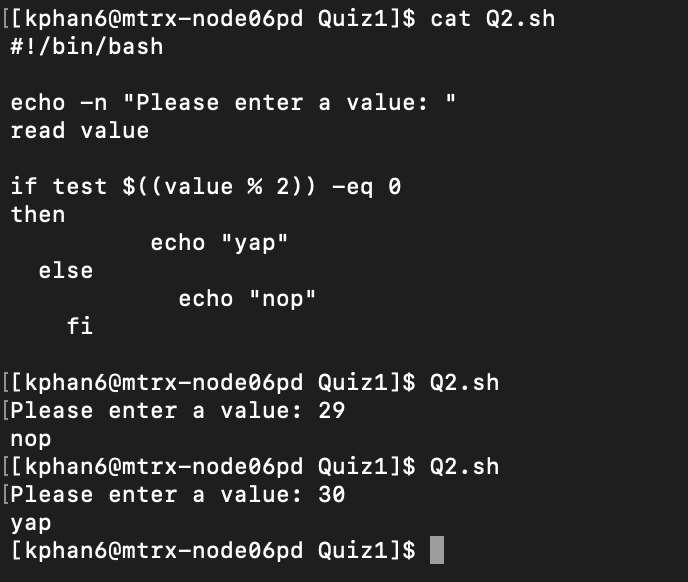 [[kphan6@mtrx-node06pd Quiz1]$ cat Q2.sh
#!/bin/bash

echo -n "Please enter a value: "
read value

if test $((value % 2)) -eq 0
then
          echo "yap"
  else
            echo "nop"
    fi

[[kphan6@mtrx-node06pd Quiz1]$ Q2.sh
[Please enter a value: 29
nop
[[kphan6@mtrx-node06pd Quiz1]$ Q2.sh
[Please enter a value: 30
yap
[kphan6@mtrx-node06pd Quiz1]$